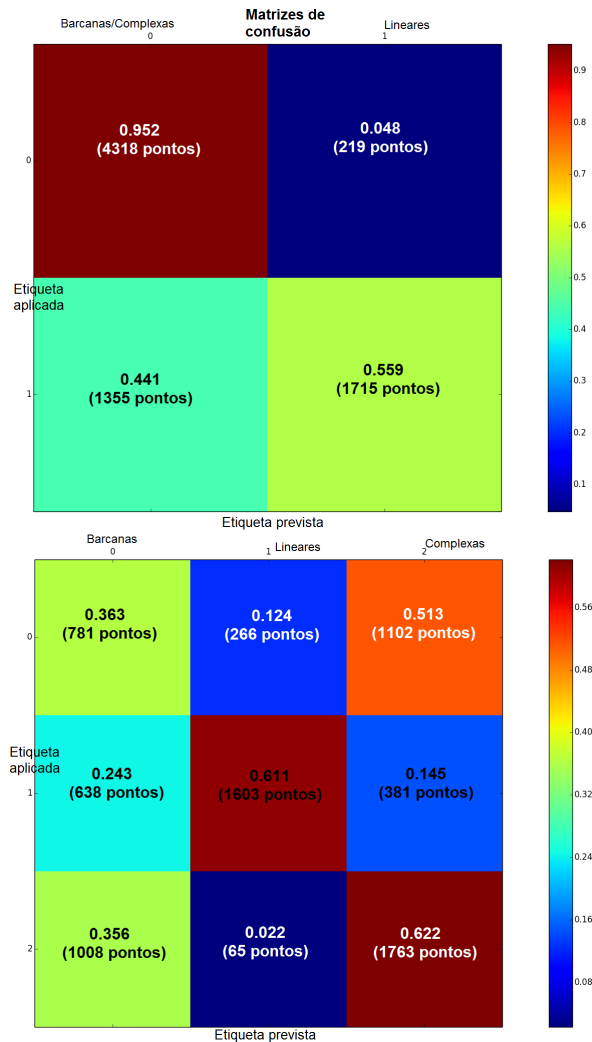 Matrizes de
confusão
Barcanas/Complexas
Lineares
0
1
0
0.952
(4318 pontos)
0.048
(219 pontos)
Etiqueta
aplicada
1
0.441
(1355 pontos)
0.559
(1715 pontos)
Etiqueta prevista
0.9
0.8
0.7
0.6
0.5
0.4
0.3
0.2
0.1
Barcanas
Lineares
Complexas
0
1
2
0
0.363
(781 pontos)
0.124
(266 pontos)
0.513
(1102 pontos)
Etiqueta
aplicada
1
0.243
(638 pontos)
0.611
(1603 pontos)
0.145
(381 pontos)
2
0.356
(1008 pontos)
0.022
(65 pontos)
0.622
(1763 pontos)
Etiqueta prevista
0.56
0.48
0.40
0.32
0.24
0.16
0.08